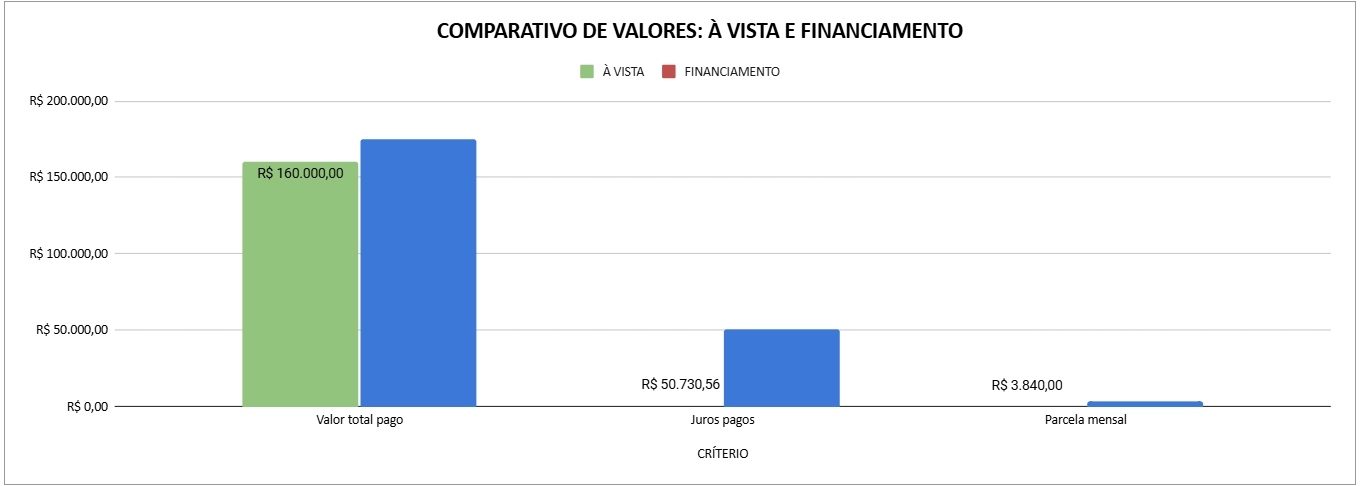 COMPARATIVO DE VALORES: À VISTA E FINANCIAMENTO
À VISTA FINANCIAMENTO
R$ 200.000,00
R$ 150.000,00
R$ 100.000,00
R$ 50.000,00
R$ 0,00
R$ 160.000,00
R$ 50.730,56
R$ 3.840,00
Valor total pago
Juros pagos
Parcela mensal
CRÍTERIO